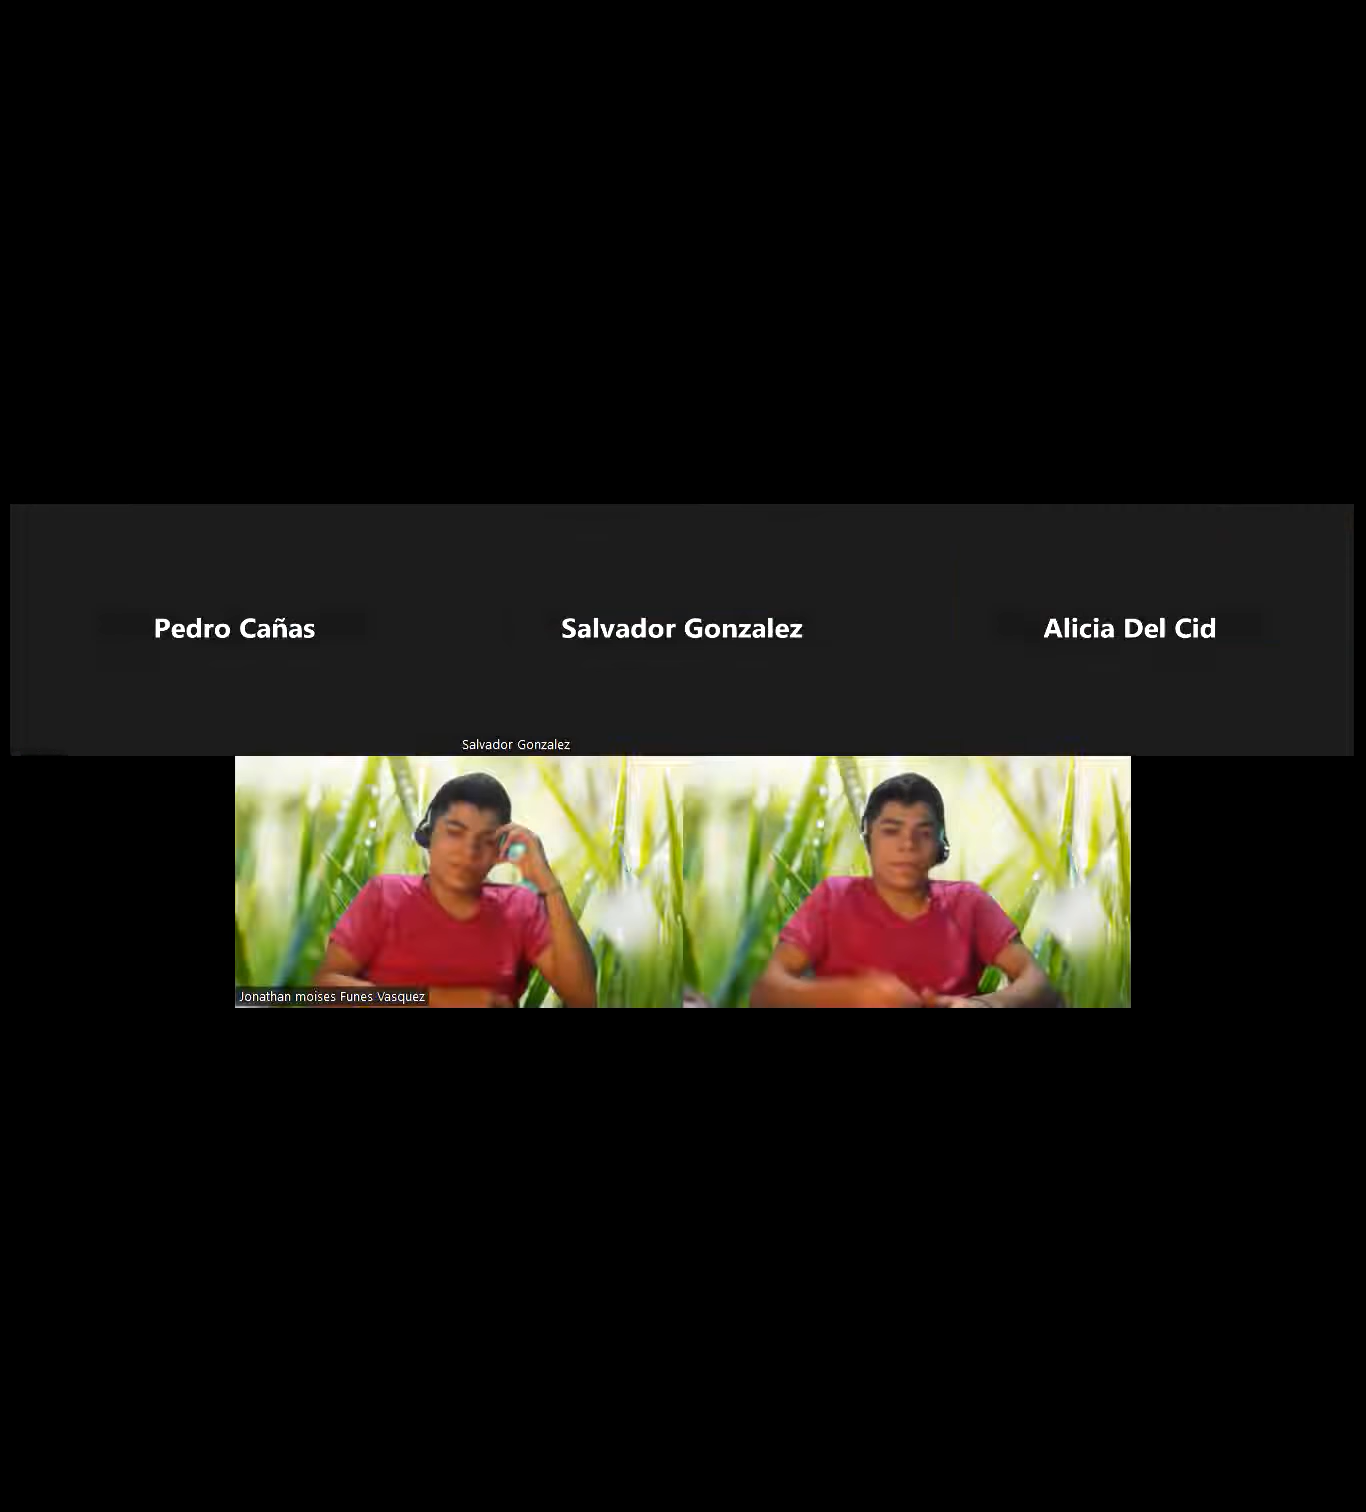 Pedro Cañas
Salvador Gonzalez
Alicia Del Cid
Salvador Gonzalez
Jonathan moises Funes Vasquez